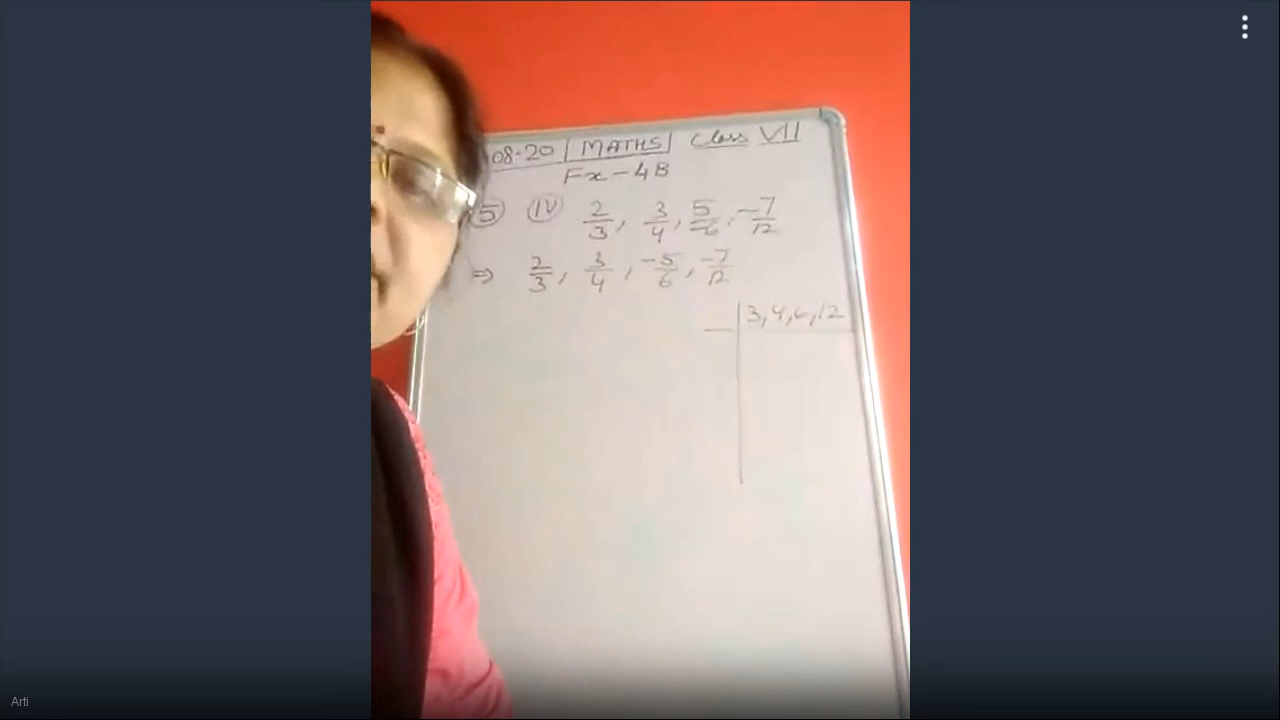 08-20 | MATHS | Class VII
Ex-4B
5 IV 2/3, 3/4, 5/-6, -7/12
⇒ 2/3, 3/4, -5/6, -7/12
3,4,6,12
Arti